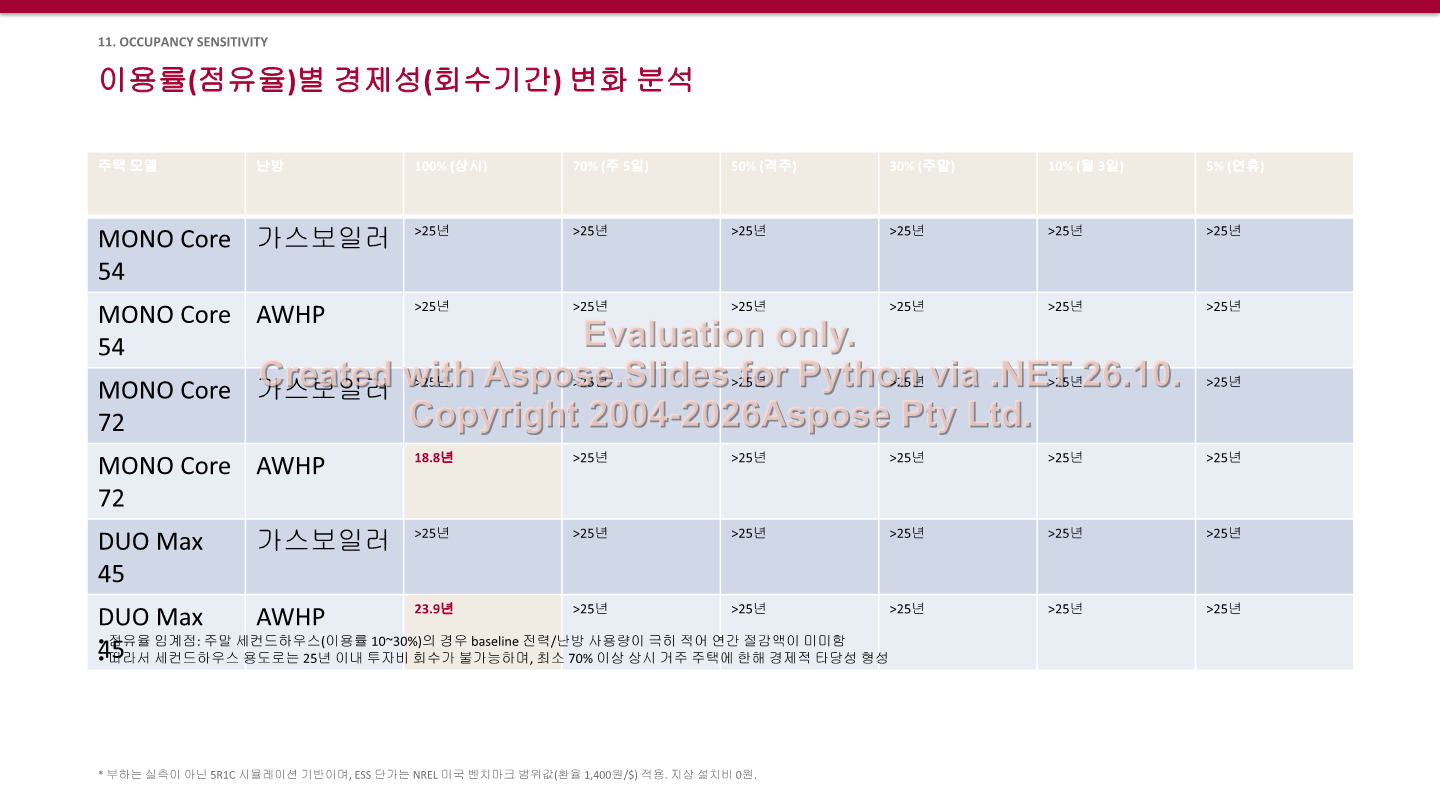 11. OCCUPANCY SENSITIVITY
이용률(점유율)별 경제성(회수기간) 변화 분석
주택 모델 난방 100% (상시) 70% (주 5일) 50% (격주) 30% (주말) 10% (월 3일) 5% (연휴)
MONO Core 54 가스보일러 >25년 >25년 >25년 >25년 >25년 >25년
MONO Core 54 AWHP >25년 >25년 >25년 >25년 >25년 >25년
MONO Core 72 가스보일러 >25년 >25년 >25년 >25년 >25년 >25년
MONO Core 72 AWHP 18.8년 >25년 >25년 >25년 >25년 >25년
DUO Max 45 가스보일러 >25년 >25년 >25년 >25년 >25년 >25년
DUO Max 45 AWHP 23.9년 >25년 >25년 >25년 >25년 >25년
Evaluation only.
Created with Aspose.Slides for Python via .NET 26.10.
Copyright 2004-2026Aspose Pty Ltd.
• 점유율 임계점: 주말 세컨드하우스(이용률 10~30%)의 경우 baseline 전력/난방 사용량이 극히 적어 연간 절감액이 미미함
• 따라서 세컨드하우스 용도로는 25년 이내 투자비 회수가 불가능하며, 최소 70% 이상 상시 거주 주택에 한해 경제적 타당성 형성
* 부하는 실측이 아닌 5R1C 시뮬레이션 기반이며, ESS 단가는 NREL 미국 벤치마크 범위값(환율 1,400원/$) 적용. 지상 설치비 0원.